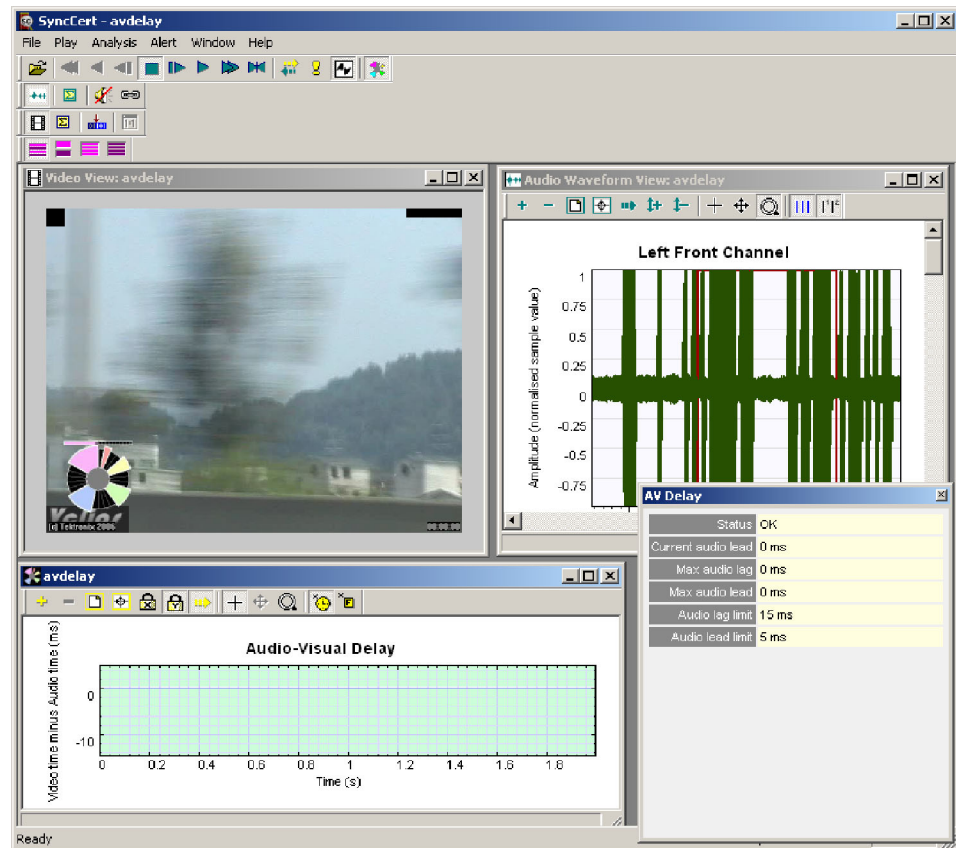 SyncCert - avdelay
File Play Analysis Alert Window Help
Video View: avdelay
(c) Tektronix 2006
00:00:00
Audio Waveform View: avdelay
Left Front Channel
Amplitude (normalised sample value)
1
0.75
0.5
0.25
0
-0.25
-0.5
-0.75
AV Delay
Status OK
Current audio lead 0 ms
Max audio lag 0 ms
Max audio lead 0 ms
Audio lag limit 15 ms
Audio lead limit 5 ms
avdelay
Audio-Visual Delay
Video time minus Audio time (ms)
0
-10
0 0.2 0.4 0.6 0.8 1 1.2 1.4 1.6 1.8
Time (s)
Ready